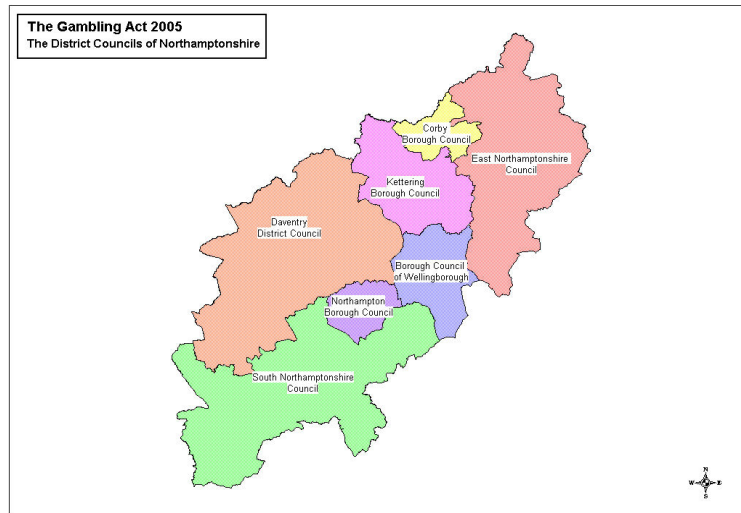 The Gambling Act 2005
The District Councils of Northamptonshire
Corby
Borough Council
East Northamptonshire
Council
Kettering
Borough Council
Daventry
District Council
Borough Council
of Wellingborough
Northampton
Borough Council
South Northamptonshire
Council
N
W E
S